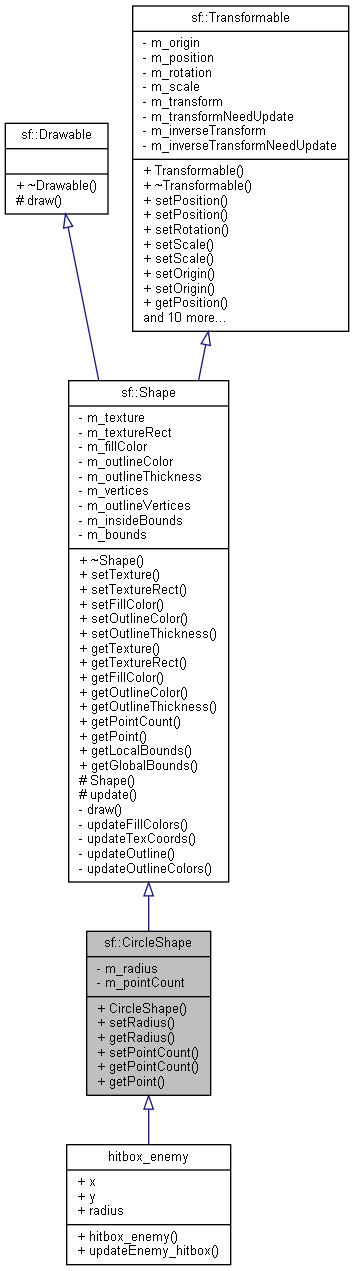 sf::Transformable
- m_origin
- m_position
- m_rotation
- m_scale
- m_transform
- m_transformNeedUpdate
- m_inverseTransform
- m_inverseTransformNeedUpdate
+ Transformable()
+ ~Transformable()
+ setPosition()
+ setPosition()
+ setRotation()
+ setScale()
+ setScale()
+ setOrigin()
+ setOrigin()
+ getPosition()
and 10 more...
sf::Drawable
+ ~Drawable()
# draw()
sf::Shape
- m_texture
- m_textureRect
- m_fillColor
- m_outlineColor
- m_outlineThickness
- m_vertices
- m_outlineVertices
- m_insideBounds
- m_bounds
+ ~Shape()
+ setTexture()
+ setTextureRect()
+ setFillColor()
+ setOutlineColor()
+ setOutlineThickness()
+ getTexture()
+ getTextureRect()
+ getFillColor()
+ getOutlineColor()
+ getOutlineThickness()
+ getPointCount()
+ getPoint()
+ getLocalBounds()
+ getGlobalBounds()
# Shape()
# update()
- draw()
- updateFillColors()
- updateTexCoords()
- updateOutline()
- updateOutlineColors()
sf::CircleShape
- m_radius
- m_pointCount
+ CircleShape()
+ setRadius()
+ getRadius()
+ setPointCount()
+ getPointCount()
+ getPoint()
hitbox_enemy
+ x
+ y
+ radius
+ hitbox_enemy()
+ updateEnemy_hitbox()